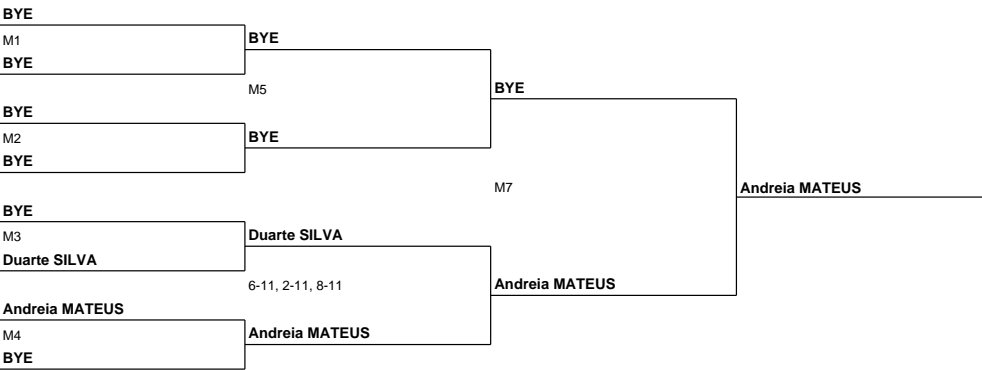 BYE
M1
BYE
BYE
M5
BYE
M2
BYE
BYE
BYE
M7
Andreia MATEUS
BYE
M3
Duarte SILVA
Duarte SILVA
6-11, 2-11, 8-11
Andreia MATEUS
Andreia MATEUS
M4
BYE
Andreia MATEUS